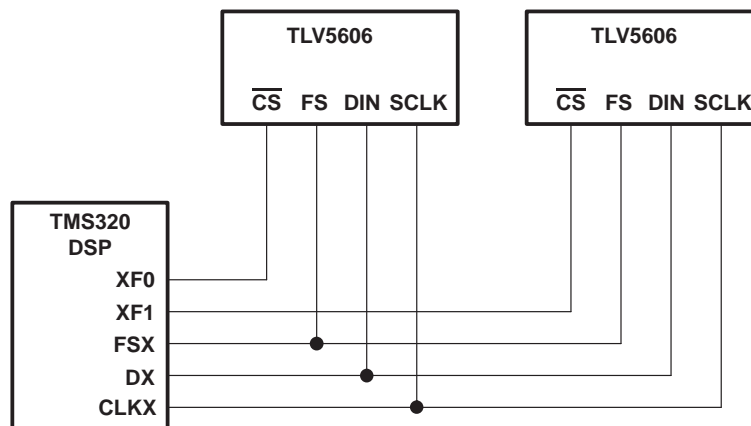 TLV5606
CS FS DIN SCLK
TLV5606
CS FS DIN SCLK
TMS320
DSP
XF0
XF1
FSX
DX
CLKX